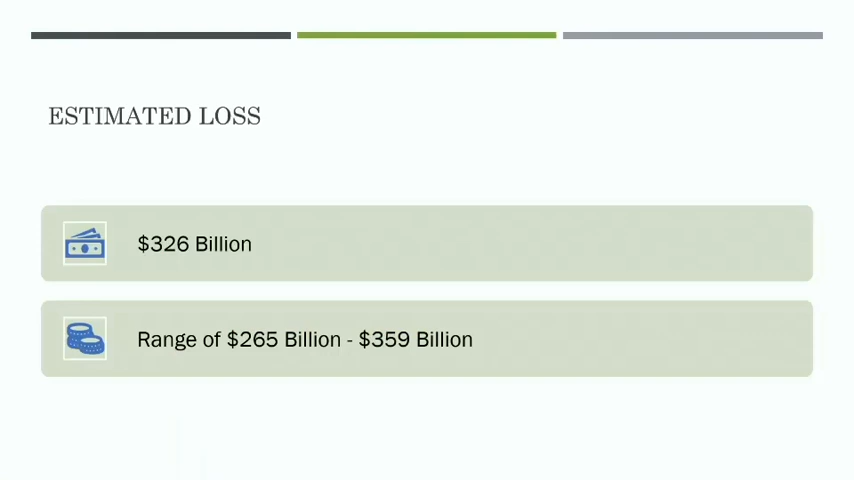 ESTIMATED LOSS
$326 Billion
Range of $265 Billion - $359 Billion